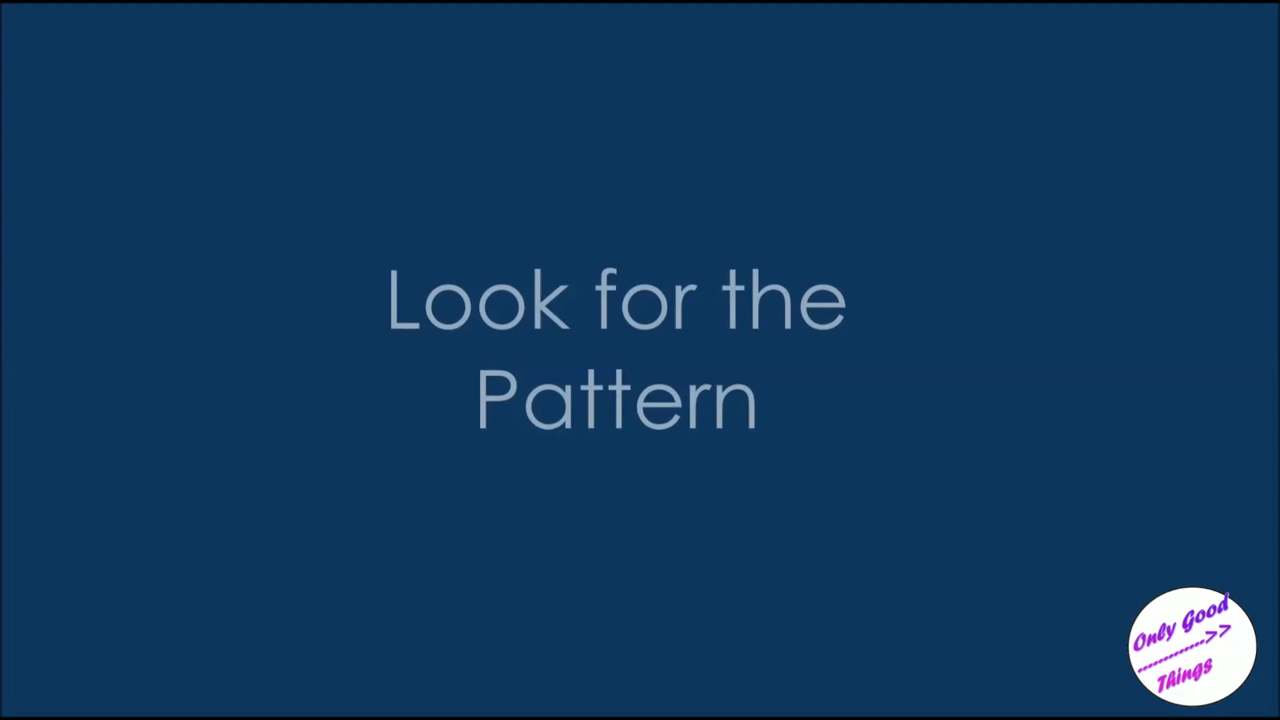 Look for the
Pattern
Only Good
------------->>
Things